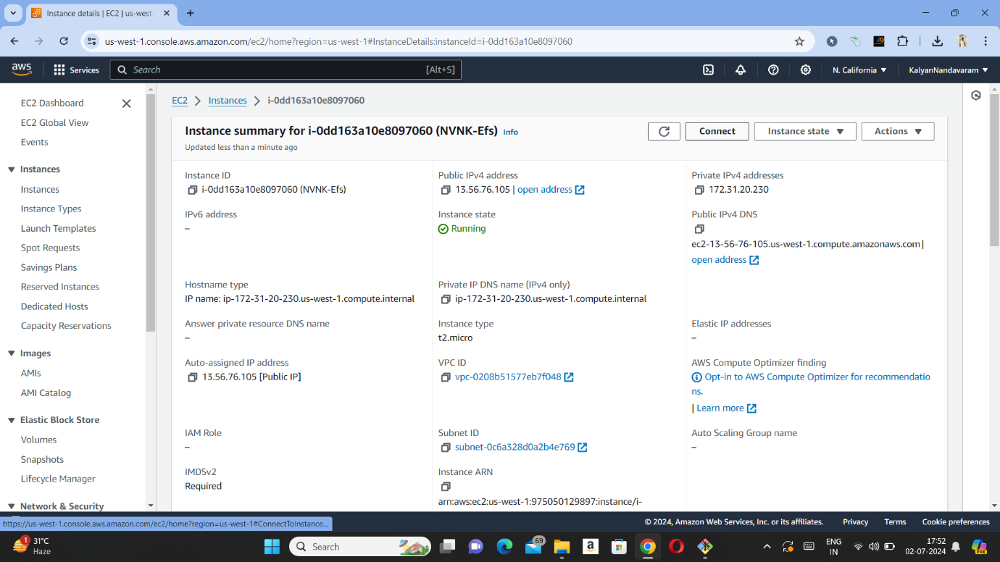 Instance details | EC2 | us-west-
us-west-1.console.aws.amazon.com/ec2/home?region=us-west-1#InstanceDetails:instanceId=i-0dd163a10e8097060
aws
Services
Search
[Alt+S]
N. California
KalyanNandavaram
EC2 Dashboard
EC2 Global View
Events
Instances
Instances
Instance Types
Launch Templates
Spot Requests
Savings Plans
Reserved Instances
Dedicated Hosts
Capacity Reservations
Images
AMIs
AMI Catalog
Elastic Block Store
Volumes
Snapshots
Lifecycle Manager
Network & Security
EC2
Instances
i-0dd163a10e8097060
Instance summary for i-0dd163a10e8097060 (NVNK-Efs) Info
Updated less than a minute ago
Connect
Instance state
Actions
Instance ID
i-0dd163a10e8097060 (NVNK-Efs)
Public IPv4 address
13.56.76.105 | open address
Private IPv4 addresses
172.31.20.230
IPv6 address
–
Instance state
Running
Public IPv4 DNS
ec2-13-56-76-105.us-west-1.compute.amazonaws.com |
open address
Hostname type
IP name: ip-172-31-20-230.us-west-1.compute.internal
Private IP DNS name (IPv4 only)
ip-172-31-20-230.us-west-1.compute.internal
Answer private resource DNS name
–
Instance type
t2.micro
Elastic IP addresses
–
Auto-assigned IP address
13.56.76.105 [Public IP]
VPC ID
vpc-0208b51577eb7f048
AWS Compute Optimizer finding
Opt-in to AWS Compute Optimizer for recommendatio
ns.
| Learn more
IAM Role
–
Subnet ID
subnet-0c6a328d0a2b4e769
Auto Scaling Group name
–
IMDSv2
Required
Instance ARN
arn:aws:ec2:us-west-1:975050129897:instance/i-
https://us-west-1.console.aws.amazon.com/ec2/home?region=us-west-1#ConnectToInstance...
© 2024, Amazon Web Services, Inc. or its affiliates.
Privacy
Terms
Cookie preferences
1
31°C
Haze
Search
69
a
ENG
IN
17:52
02-07-2024
PRE